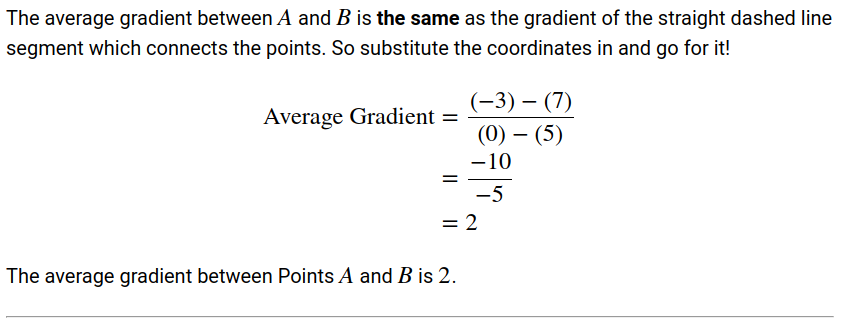 The average gradient between A and B is the same as the gradient of the straight dashed line
segment which connects the points. So substitute the coordinates in and go for it!
Average Gradient = \frac{(−3) − (7)}{(0) − (5)}
= \frac{−10}{−5}
= 2
The average gradient between Points A and B is 2.